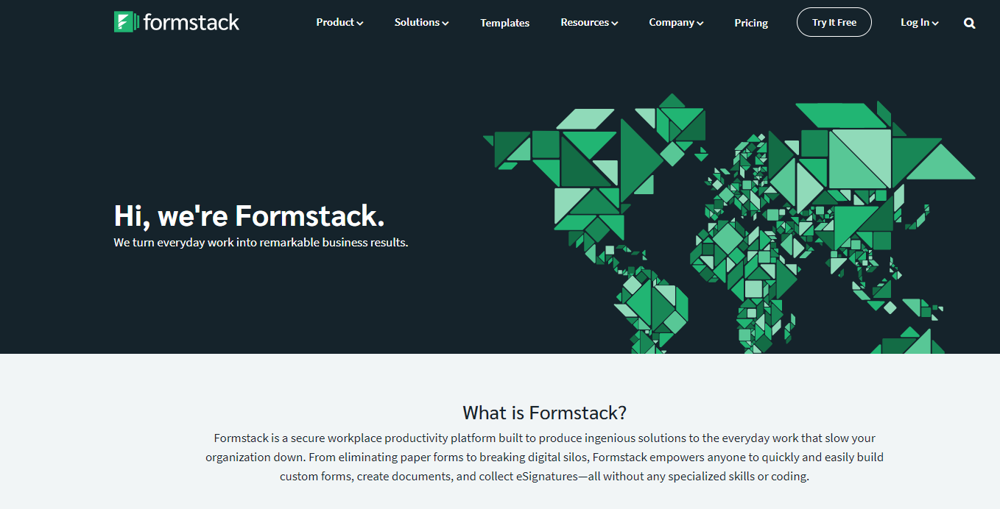 formstack
Product
Solutions
Templates
Resources
Company
Pricing
Try It Free
Log In
Hi, we're Formstack.
We turn everyday work into remarkable business results.
What is Formstack?
Formstack is a secure workplace productivity platform built to produce ingenious solutions to the everyday work that slow your
organization down. From eliminating paper forms to breaking digital silos, Formstack empowers anyone to quickly and easily build
custom forms, create documents, and collect eSignatures—all without any specialized skills or coding.